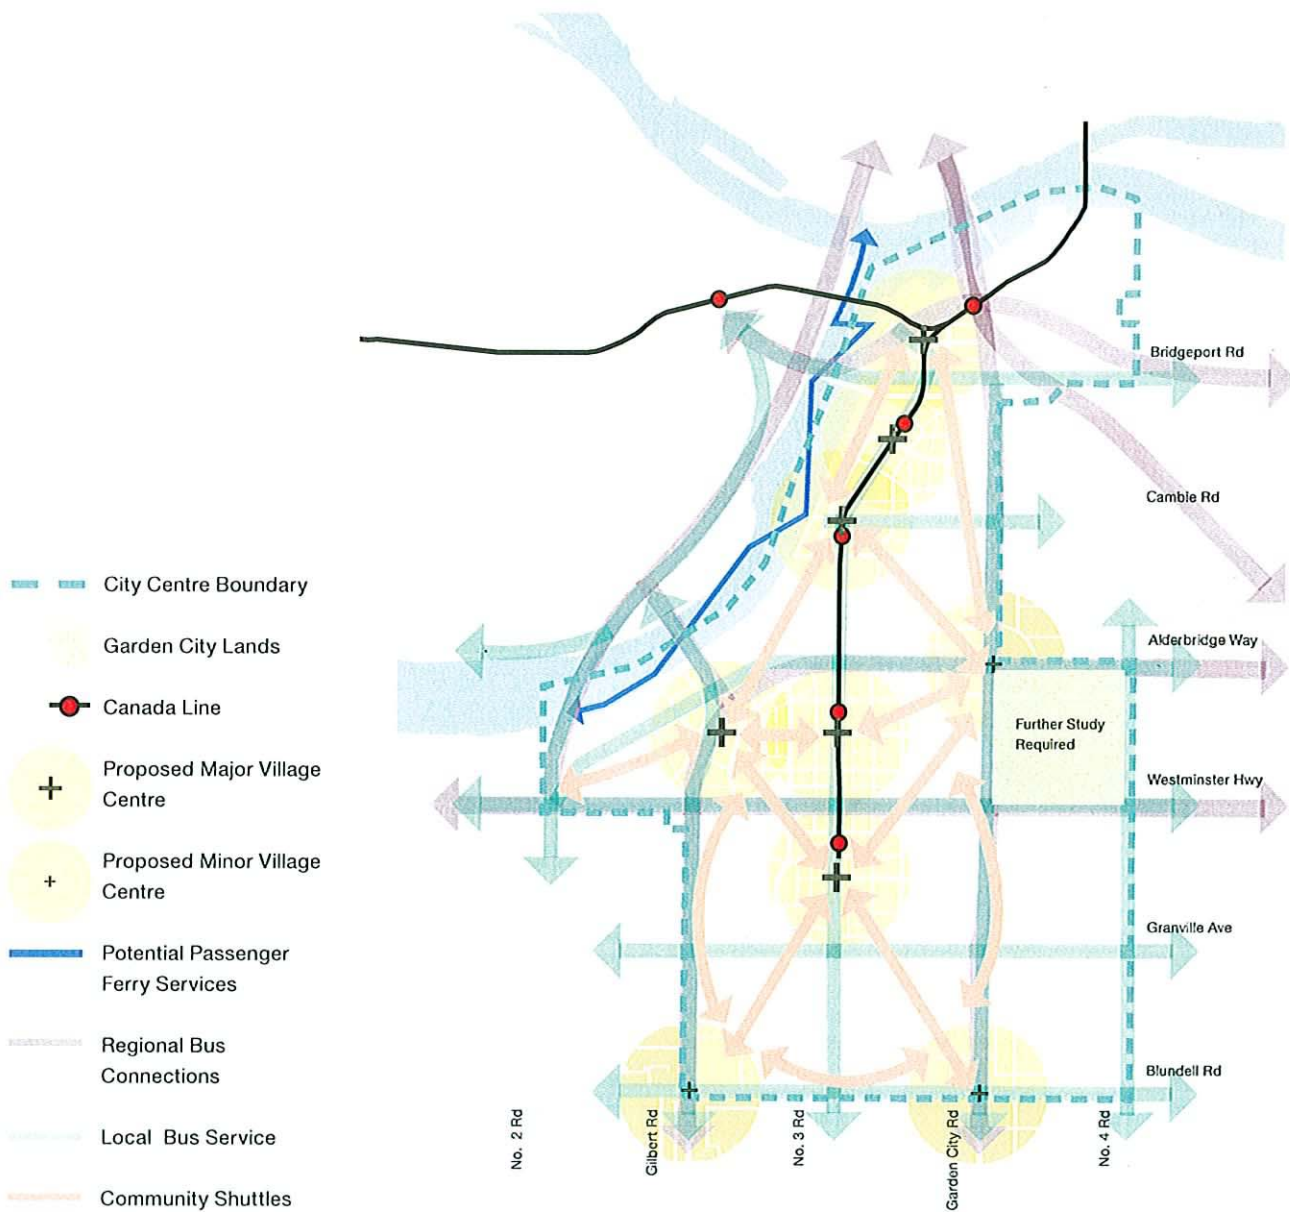 Bridgeport Rd
Camble Rd
City Centre Boundary
Garden City Lands
Canada Line
Proposed Major Village
Centre
Proposed Minor Village
Centre
Potential Passenger
Ferry Services
Regional Bus
Connections
Local Bus Service
Community Shuttles
Alderbridge Way
Further Study
Required
Westminster Hwy
Granville Ave
Blundell Rd
No. 2 Rd
Gilbert Rd
No. 3 Rd
Garden City Rd
No. 4 Rd